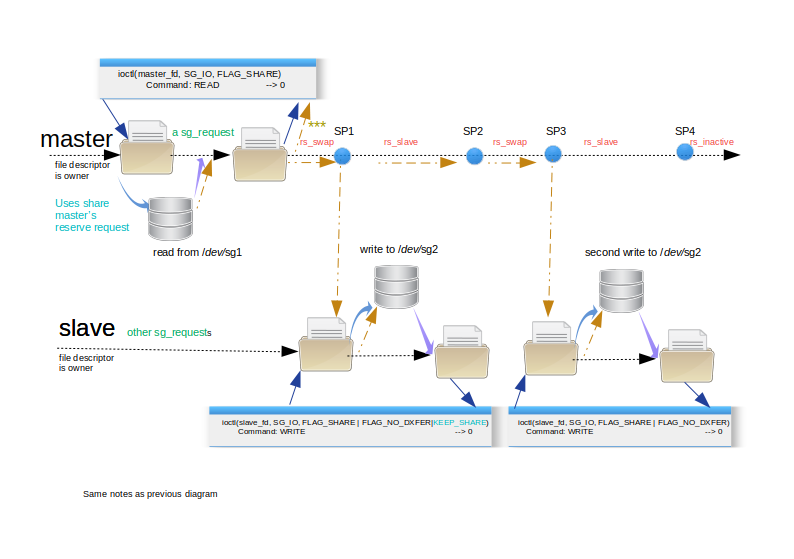 ioctl(master_fd, SG_IO, FLAG_SHARE)
Command: READ --> 0
master
a sg_request
***
SP1
SP2
SP3
SP4
rs_swap
rs_slave
rs_swap
rs_slave
rs_inactive
file descriptor
is owner
Uses share
master's
reserve request
read from /dev/sg1
write to /dev/sg2
second write to /dev/sg2
slave
other sg_requests
file descriptor
is owner
ioctl(slave_fd, SG_IO, FLAG_SHARE | FLAG_NO_DXFER|KEEP_SHARE)
Command: WRITE --> 0
ioctl(slave_fd, SG_IO, FLAG_SHARE | FLAG_NO_DXFER)
Command: WRITE --> 0
Same notes as previous diagram